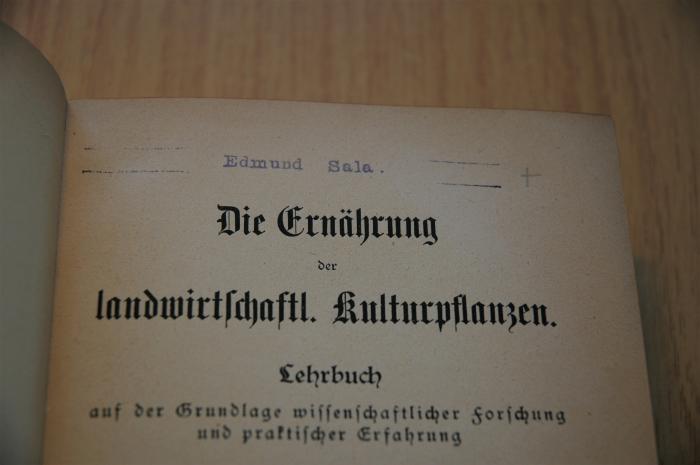 Edmund Sala.
Die Ernährung
der
landwirtſchaftl. Kulturpflanzen.
Lehrbuch
auf der Grundlage wiſſenſchaftlicher Forſchung
und praktiſcher Erfahrung